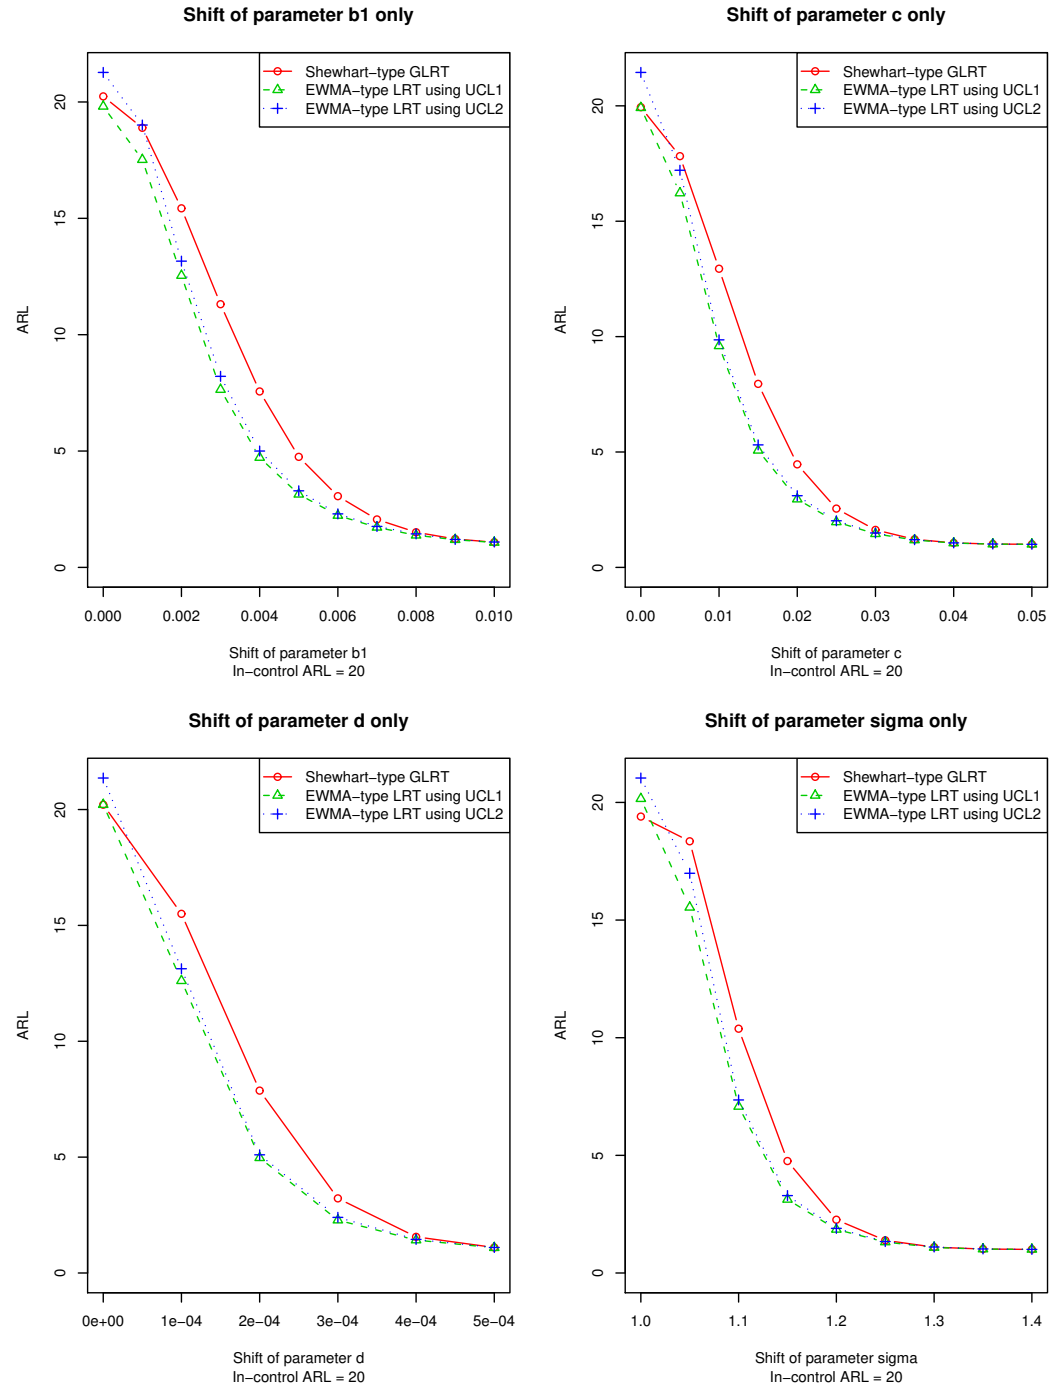 Shift of parameter b1 only
Shewhart−type GLRT
EWMA−type LRT using UCL1
EWMA−type LRT using UCL2
ARL
20
15
10
5
0
0.000 0.002 0.004 0.006 0.008 0.010
Shift of parameter b1
In−control ARL = 20
Shift of parameter c only
Shewhart−type GLRT
EWMA−type LRT using UCL1
EWMA−type LRT using UCL2
ARL
20
15
10
5
0
0.00 0.01 0.02 0.03 0.04 0.05
Shift of parameter c
In−control ARL = 20
Shift of parameter d only
Shewhart−type GLRT
EWMA−type LRT using UCL1
EWMA−type LRT using UCL2
ARL
20
15
10
5
0
0e+00 1e−04 2e−04 3e−04 4e−04 5e−04
Shift of parameter d
In−control ARL = 20
Shift of parameter sigma only
Shewhart−type GLRT
EWMA−type LRT using UCL1
EWMA−type LRT using UCL2
ARL
20
15
10
5
0
1.0 1.1 1.2 1.3 1.4
Shift of parameter sigma
In−control ARL = 20